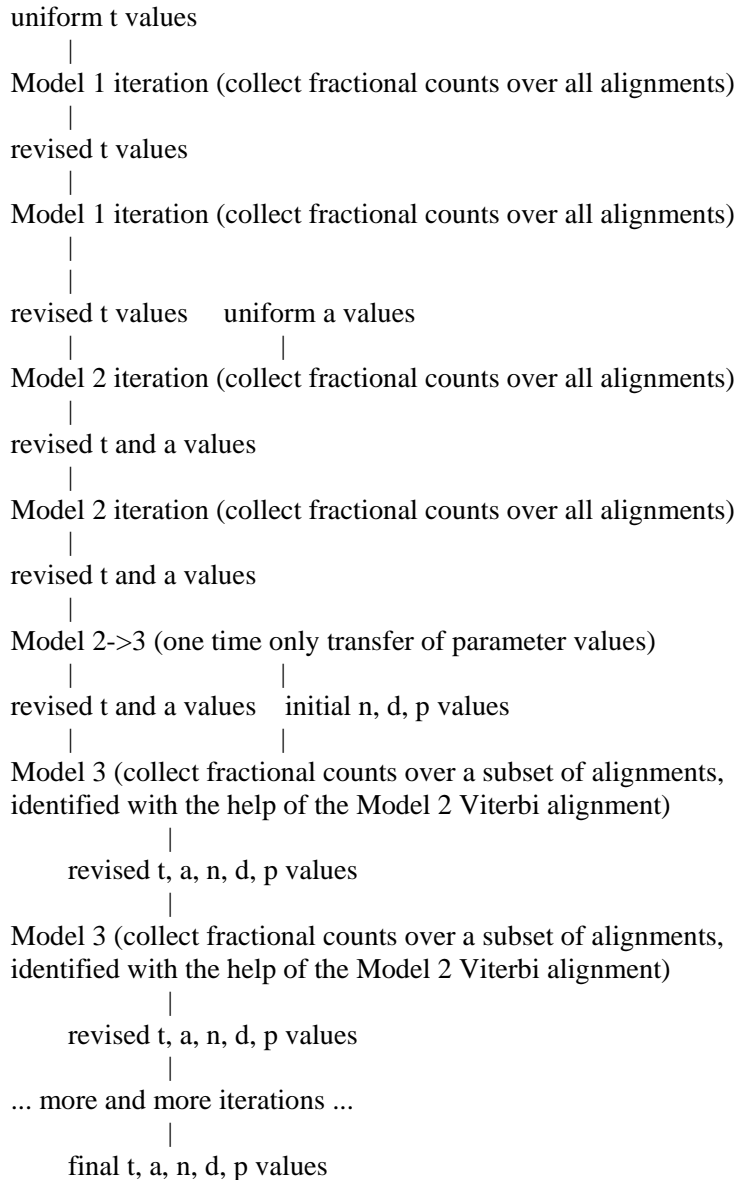 uniform t values
|
Model 1 iteration (collect fractional counts over all alignments)
|
revised t values
|
Model 1 iteration (collect fractional counts over all alignments)
|
|
revised t values uniform a values
| |
Model 2 iteration (collect fractional counts over all alignments)
|
revised t and a values
|
Model 2 iteration (collect fractional counts over all alignments)
|
revised t and a values
|
Model 2->3 (one time only transfer of parameter values)
| |
revised t and a values initial n, d, p values
| |
Model 3 (collect fractional counts over a subset of alignments,
identified with the help of the Model 2 Viterbi alignment)
|
revised t, a, n, d, p values
|
Model 3 (collect fractional counts over a subset of alignments,
identified with the help of the Model 2 Viterbi alignment)
|
revised t, a, n, d, p values
|
... more and more iterations ...
|
final t, a, n, d, p values